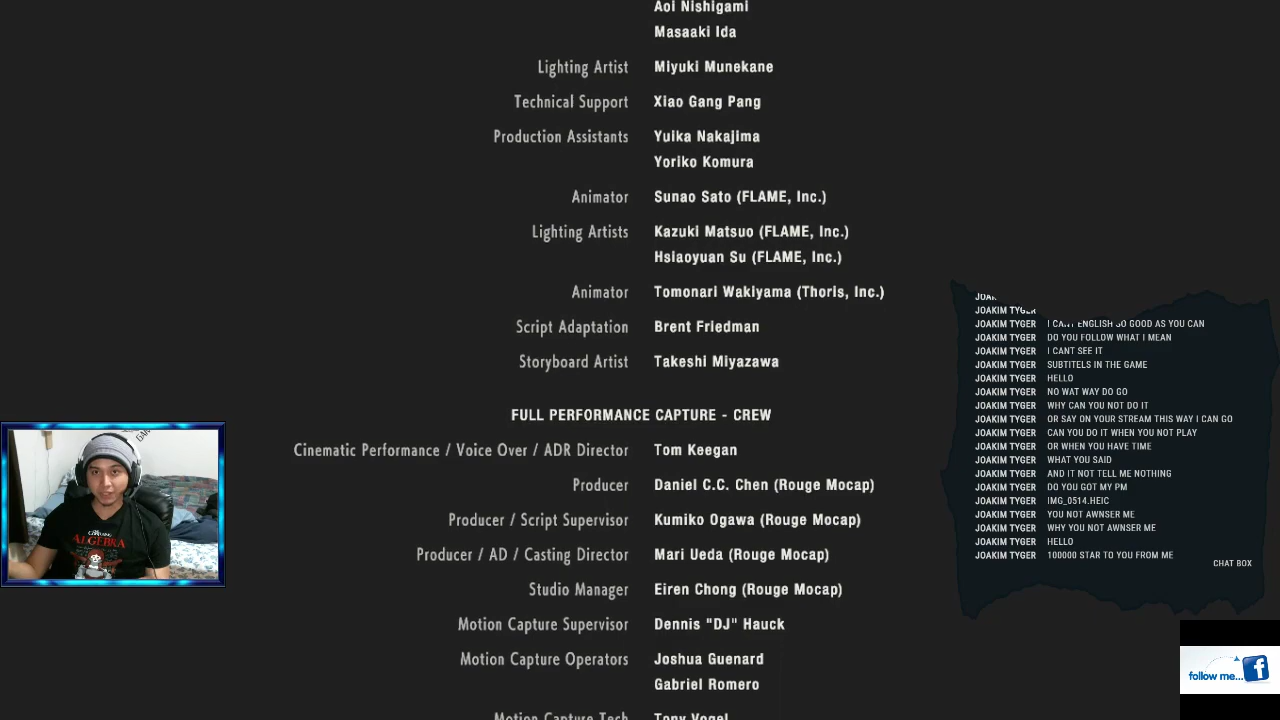 Aoi Nishigami
Masaaki Ida
Lighting Artist Miyuki Munekane
Technical Support Xiao Gang Pang
Production Assistants Yuika Nakajima
Yoriko Komura
Animator Sunao Sato (FLAME, Inc.)
Lighting Artists Kazuki Matsuo (FLAME, Inc.)
Hsiaoyuan Su (FLAME, Inc.)
Animator Tomonari Wakiyama (Thoris, Inc.)
Script Adaptation Brent Friedman
Storyboard Artist Takeshi Miyazawa
FULL PERFORMANCE CAPTURE - CREW
Cinematic Performance / Voice Over / ADR Director Tom Keegan
Producer Daniel C.C. Chen (Rouge Mocap)
Producer / Script Supervisor Kumiko Ogawa (Rouge Mocap)
Producer / AD / Casting Director Mari Ueda (Rouge Mocap)
Studio Manager Eiren Chong (Rouge Mocap)
Motion Capture Supervisor Dennis "DJ" Hauck
Motion Capture Operators Joshua Guenard
Gabriel Romero
Motion Capture Tech Tony Vogel
JOAKIM TYGER
JOAKIM TYGER I CANT ENGLISH SO GOOD AS YOU CAN
JOAKIM TYGER DO YOU FOLLOW WHAT I MEAN
JOAKIM TYGER I CANT SEE IT
JOAKIM TYGER SUBTITELS IN THE GAME
JOAKIM TYGER HELLO
JOAKIM TYGER NO WAT WAY DO GO
JOAKIM TYGER WHY CAN YOU NOT DO IT
JOAKIM TYGER OR SAY ON YOUR STREAM THIS WAY I CAN GO
JOAKIM TYGER CAN YOU DO IT WHEN YOU NOT PLAY
JOAKIM TYGER OR WHEN YOU HAVE TIME
JOAKIM TYGER WHAT YOU SAID
JOAKIM TYGER AND IT NOT TELL ME NOTHING
JOAKIM TYGER DO YOU GOT MY PM
JOAKIM TYGER IMG_0514.HEIC
JOAKIM TYGER YOU NOT AWNSER ME
JOAKIM TYGER WHY YOU NOT AWNSER ME
JOAKIM TYGER HELLO
JOAKIM TYGER 100000 STAR TO YOU FROM ME
CHAT BOX
ALGEBRA
follow me... f